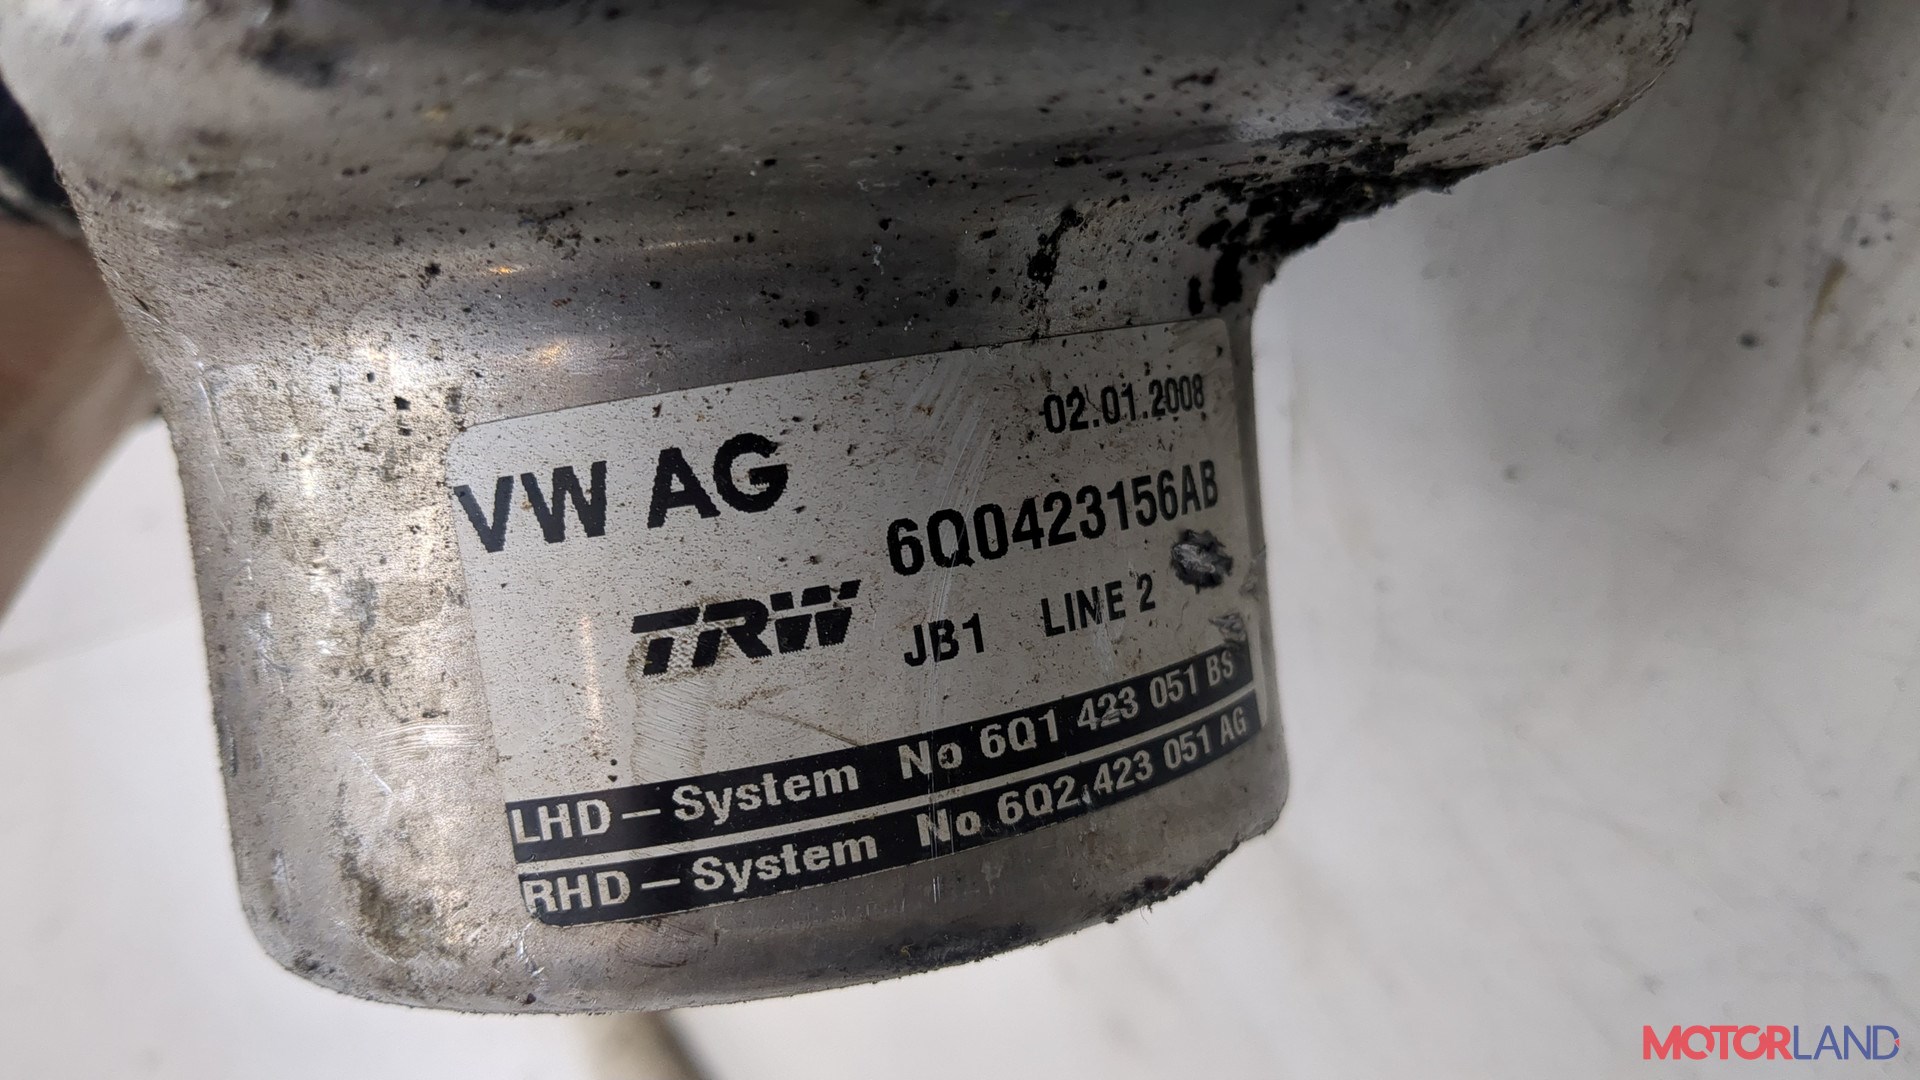 02.01.2008
VW AG
6Q0423156AB
TRW JB1 LINE 2
LHD - System No 6Q1 423 051 BS
RHD - System No 6Q2 423 051 AG
MOTORLAND